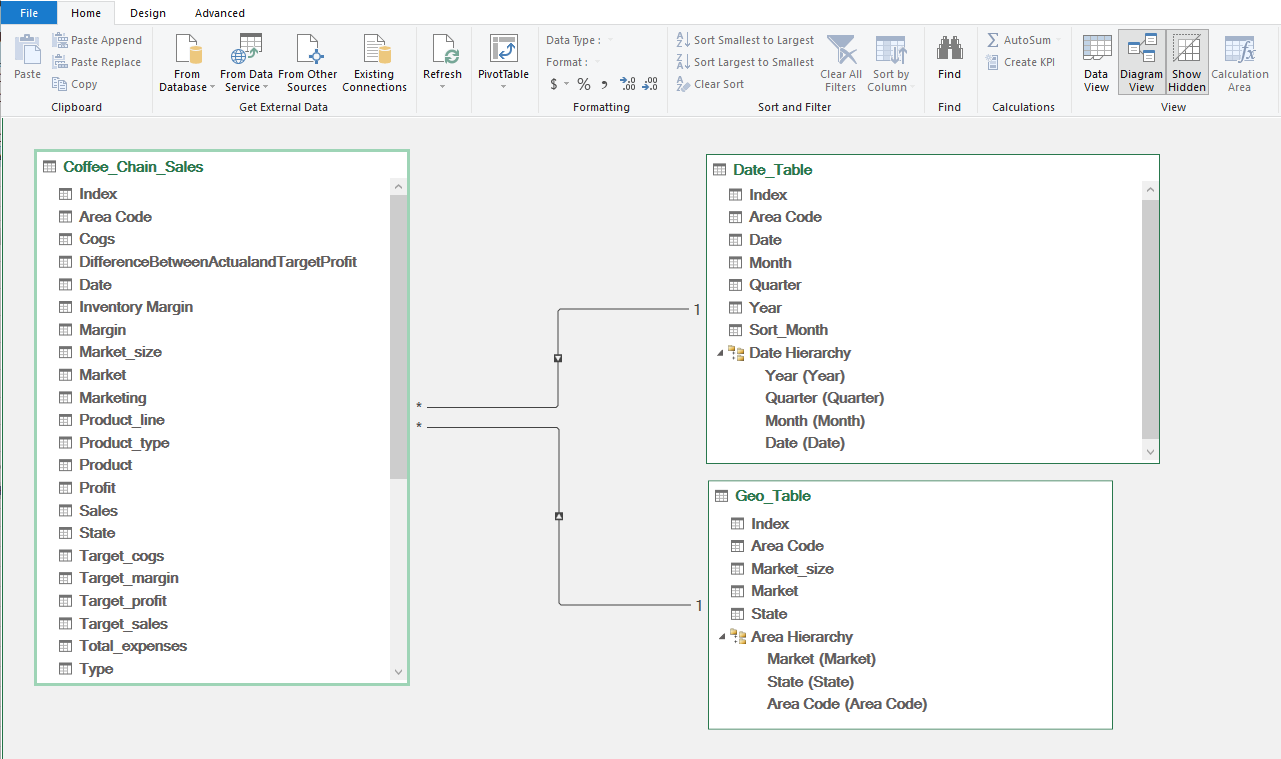 File Home Design Advanced
Paste
Paste Append
Paste Replace
Copy
Clipboard
From Database
From Data Service
From Other Sources
Existing Connections
Get External Data
Refresh
PivotTable
Data Type :
Format :
$ % , .00 .00
Formatting
Sort Smallest to Largest
Sort Largest to Smallest
Clear Sort
Clear All Filters
Sort by Column
Sort and Filter
Find
Find
AutoSum
Create KPI
Calculations
Data View
Diagram View
Show Hidden
Calculation Area
View
Coffee_Chain_Sales
Index
Area Code
Cogs
DifferenceBetweenActualandTargetProfit
Date
Inventory Margin
Margin
Market_size
Market
Marketing
Product_line
Product_type
Product
Profit
Sales
State
Target_cogs
Target_margin
Target_profit
Target_sales
Total_expenses
Type
*
*
1
1
Date_Table
Index
Area Code
Date
Month
Quarter
Year
Sort_Month
Date Hierarchy
Year (Year)
Quarter (Quarter)
Month (Month)
Date (Date)
Geo_Table
Index
Area Code
Market_size
Market
State
Area Hierarchy
Market (Market)
State (State)
Area Code (Area Code)